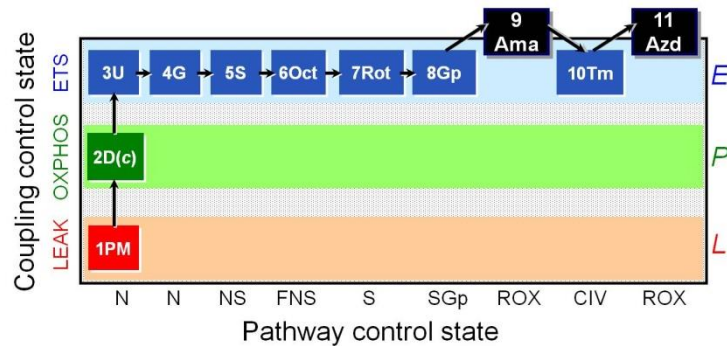 9
Ama
11
Azd
3U
4G
5S
6Oct
7Rot
8Gp
10Tm
ETS
E
2D(c)
OXPHOS
P
1PM
LEAK
L
Coupling control state
N
N
NS
FNS
S
SGp
ROX
CIV
ROX
Pathway control state